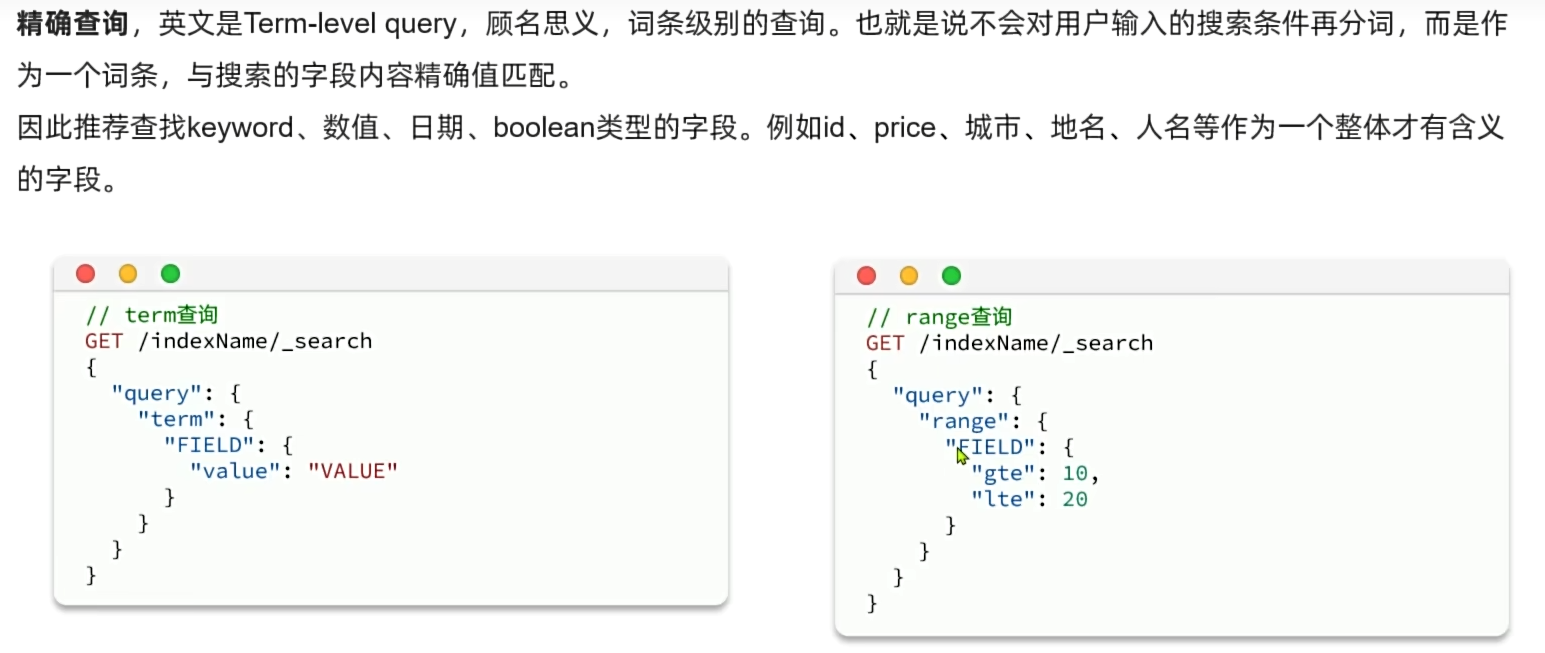 精确查询，英文是Term-level query，顾名思义，词条级别的查询。也就是说不会对用户输入的搜索条件再分词，而是作
为一个词条，与搜索的字段内容精确值匹配。
因此推荐查找keyword、数值、日期、boolean类型的字段。例如id、price、城市、地名、人名等作为一个整体才有含义
的字段。
// term查询
GET /indexName/_search
{
  "query": {
    "term": {
      "FIELD": {
        "value": "VALUE"
      }
    }
  }
}
// range查询
GET /indexName/_search
{
  "query": {
    "range": {
      "FIELD": {
        "gte": 10,
        "lte": 20
      }
    }
  }
}